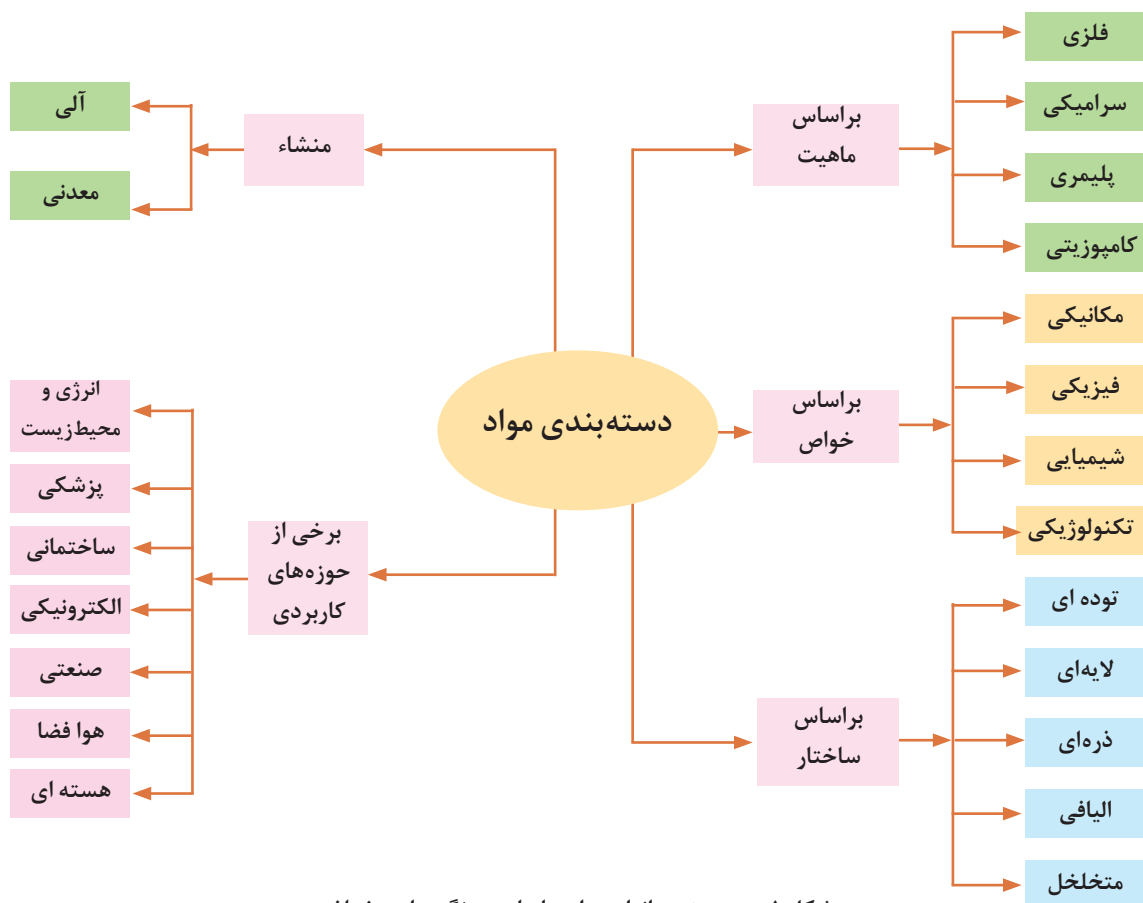 دسته‌بندی مواد
براساس
ماهیت
فلزی
سرامیکی
پلیمری
کامپوزیتی
براساس
خواص
مکانیکی
فیزیکی
شیمیایی
تکنولوژیکی
براساس
ساختار
توده ای
لایه‌ای
ذره‌ای
الیافی
متخلخل
منشاء
آلی
معدنی
برخی از
حوزه‌های
کاربردی
انرژی و
محیط‌زیست
پزشکی
ساختمانی
الکترونیکی
صنعتی
هوا فضا
هسته ای